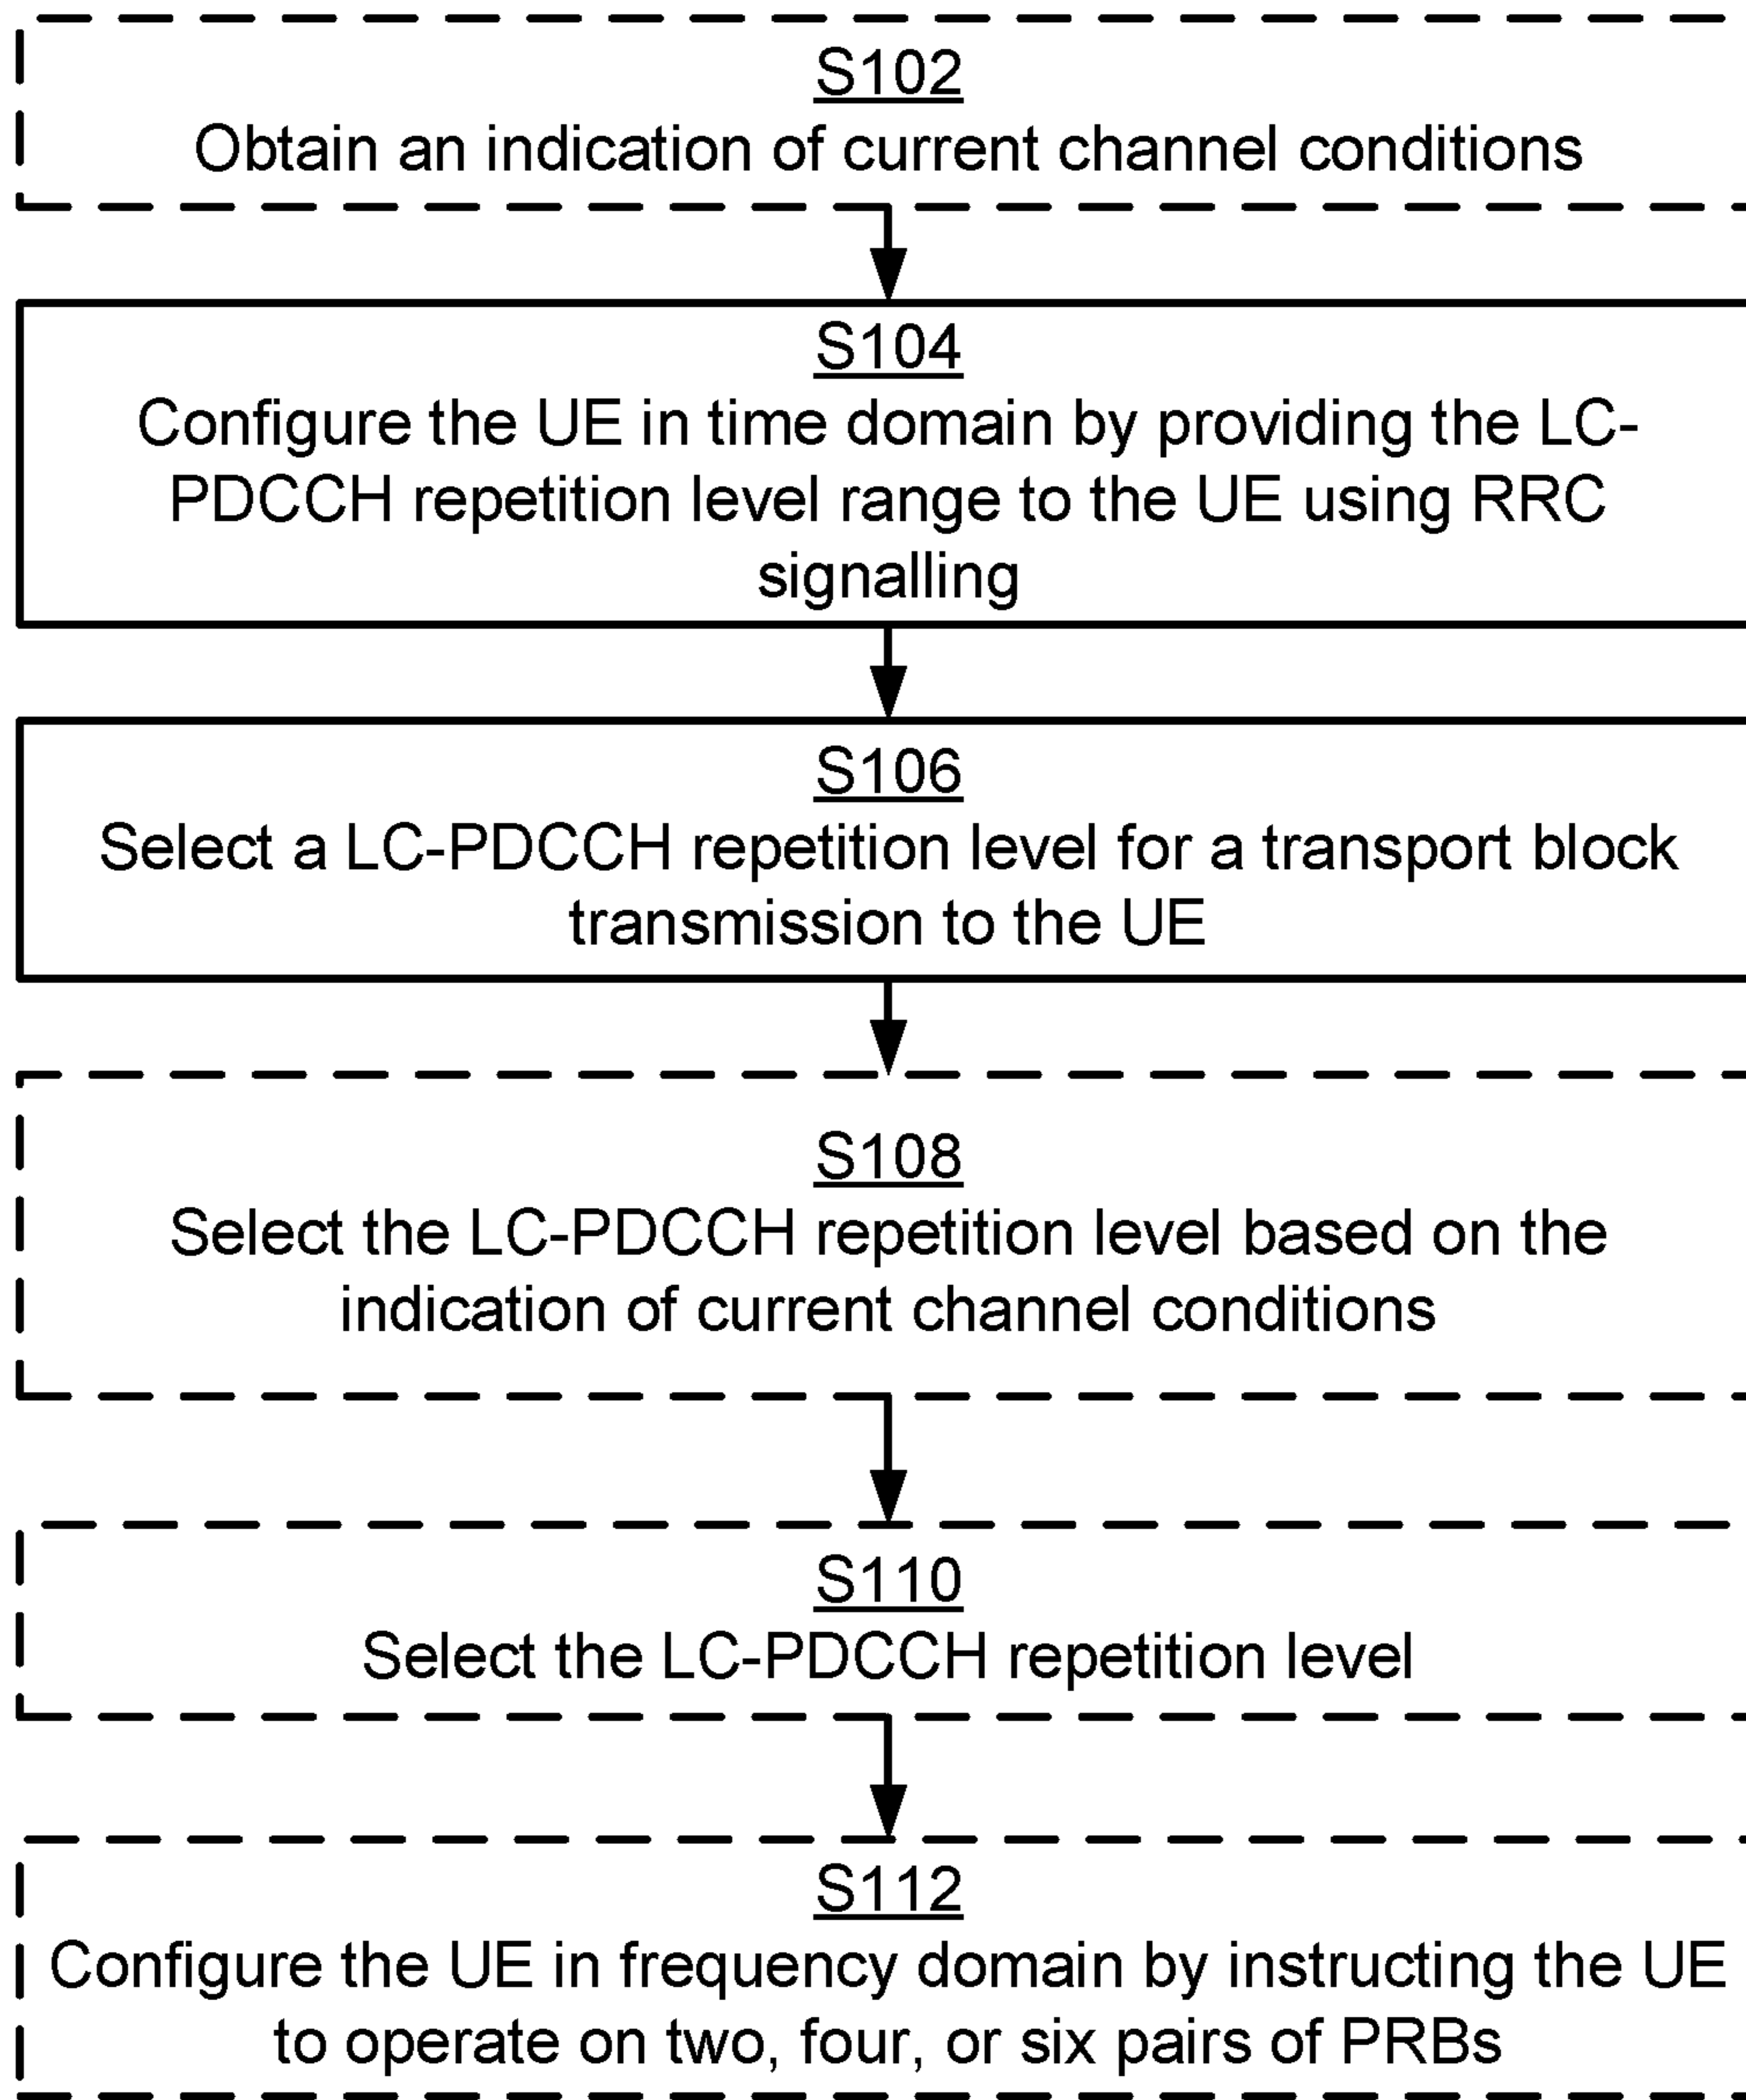 S102
Obtain an indication of current channel conditions
S104
Configure the UE in time domain by providing the LC-
PDCCH repetition level range to the UE using RRC
signalling
S106
Select a LC-PDCCH repetition level for a transport block
transmission to the UE
S108
Select the LC-PDCCH repetition level based on the
indication of current channel conditions
S110
Select the LC-PDCCH repetition level
S112
Configure the UE in frequency domain by instructing the UE
to operate on two, four, or six pairs of PRBs